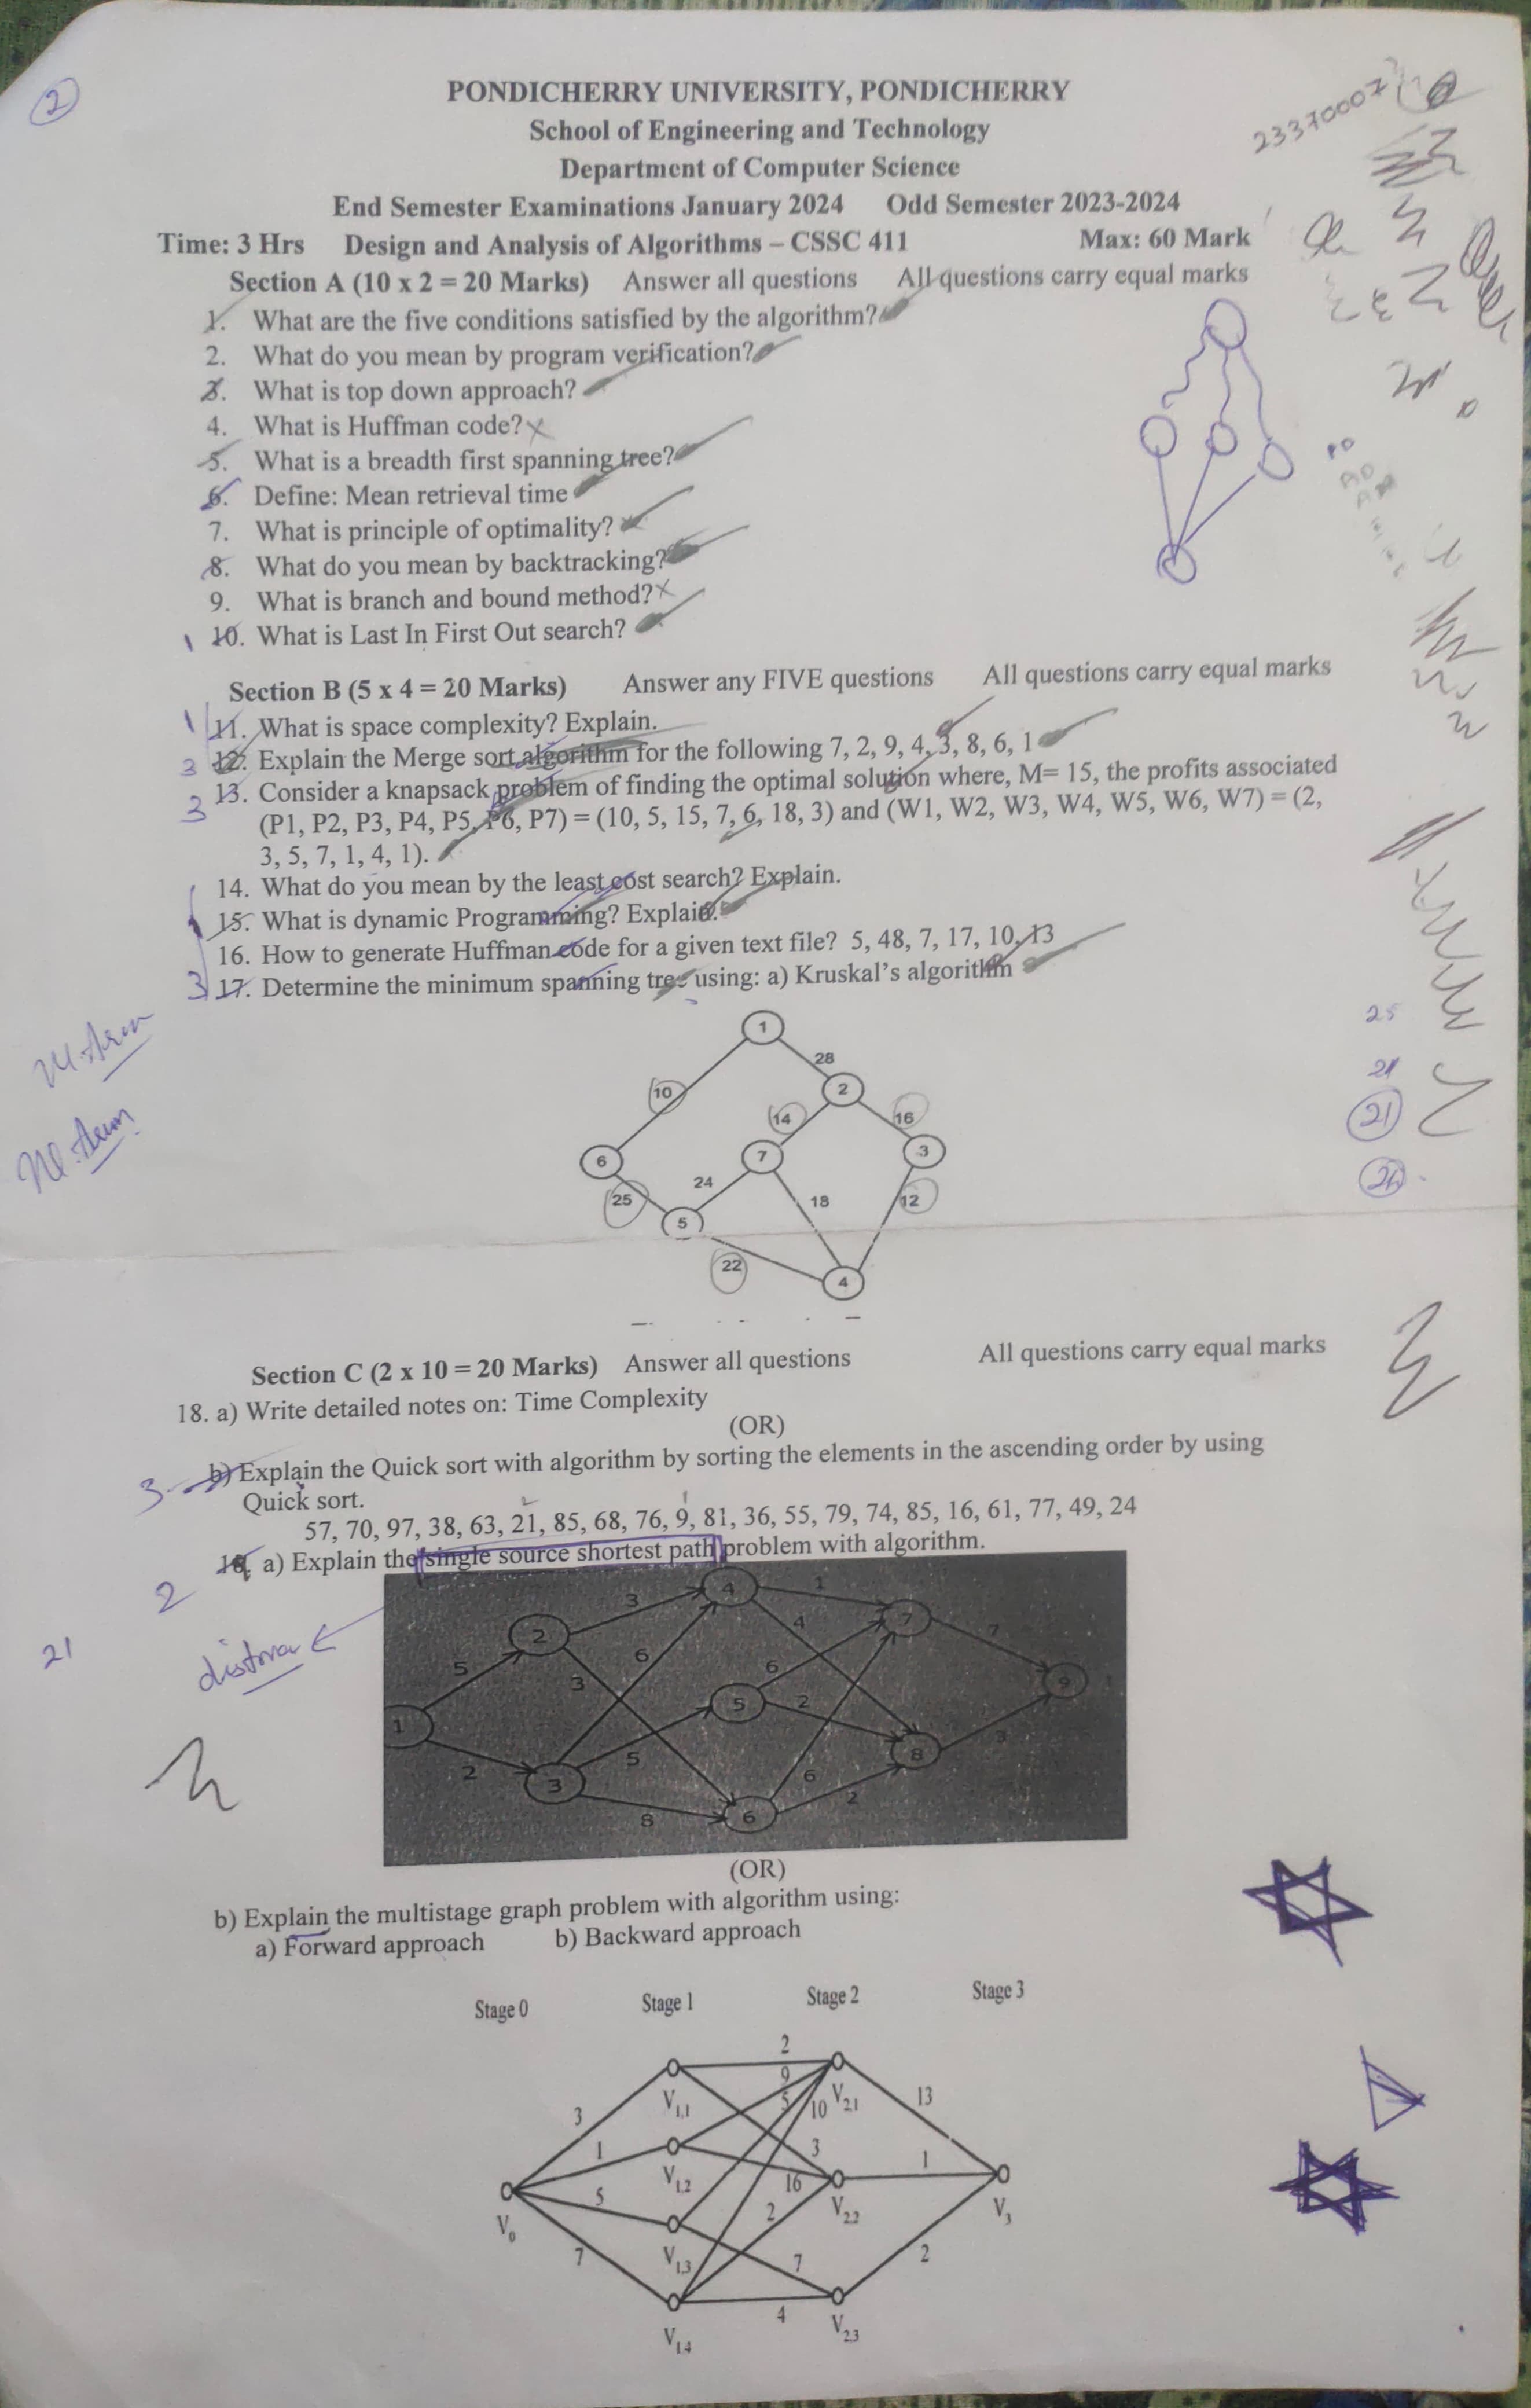 2
PONDICHERRY UNIVERSITY, PONDICHERRY
23370007
School of Engineering and Technology
Department of Computer Science
End Semester Examinations January 2024 Odd Semester 2023-2024
Time: 3 Hrs Design and Analysis of Algorithms – CSSC 411 Max: 60 Mark
Section A (10 x 2 = 20 Marks) Answer all questions All questions carry equal marks
1. What are the five conditions satisfied by the algorithm?
2. What do you mean by program verification?
3. What is top down approach?
4. What is Huffman code?
5. What is a breadth first spanning tree?
6. Define: Mean retrieval time
7. What is principle of optimality?
8. What do you mean by backtracking?
9. What is branch and bound method?
1 10. What is Last In First Out search?
Section B (5 x 4 = 20 Marks) Answer any FIVE questions All questions carry equal marks
1 11. What is space complexity? Explain.
3 12. Explain the Merge sort algorithm for the following 7, 2, 9, 4, 3, 8, 6, 1
3 13. Consider a knapsack problem of finding the optimal solution where, M= 15, the profits associated
(P1, P2, P3, P4, P5, P6, P7) = (10, 5, 15, 7, 6, 18, 3) and (W1, W2, W3, W4, W5, W6, W7) = (2,
3, 5, 7, 1, 4, 1).
14. What do you mean by the least cost search? Explain.
15. What is dynamic Programming? Explain.
16. How to generate Huffman code for a given text file? 5, 48, 7, 17, 10, 13
3 17. Determine the minimum spanning tree using: a) Kruskal's algorithm
25
21
21
1
28
10
2
14
16
6
7
3
24
25
18
12
5
22
4
Section C (2 x 10 = 20 Marks) Answer all questions All questions carry equal marks
18. a) Write detailed notes on: Time Complexity
(OR)
3 b) Explain the Quick sort with algorithm by sorting the elements in the ascending order by using
Quick sort.
57, 70, 97, 38, 63, 21, 85, 68, 76, 9, 81, 36, 55, 79, 74, 85, 16, 61, 77, 49, 24
19. a) Explain the single source shortest path problem with algorithm.
2
21
3
4
1
7
2
4
7
5
6
6
9
3
5
2
1
8
3
2
3
5
6
2
8
6
(OR)
b) Explain the multistage graph problem with algorithm using:
a) Forward approach b) Backward approach
Stage 0 Stage 1 Stage 2 Stage 3
2
9
5
V1,1
10
V2,1
13
3
1
3
1
V1,2
16
5
2
V2,2
V0
V3
V1,3
7
7
2
4
V1,4
V2,3